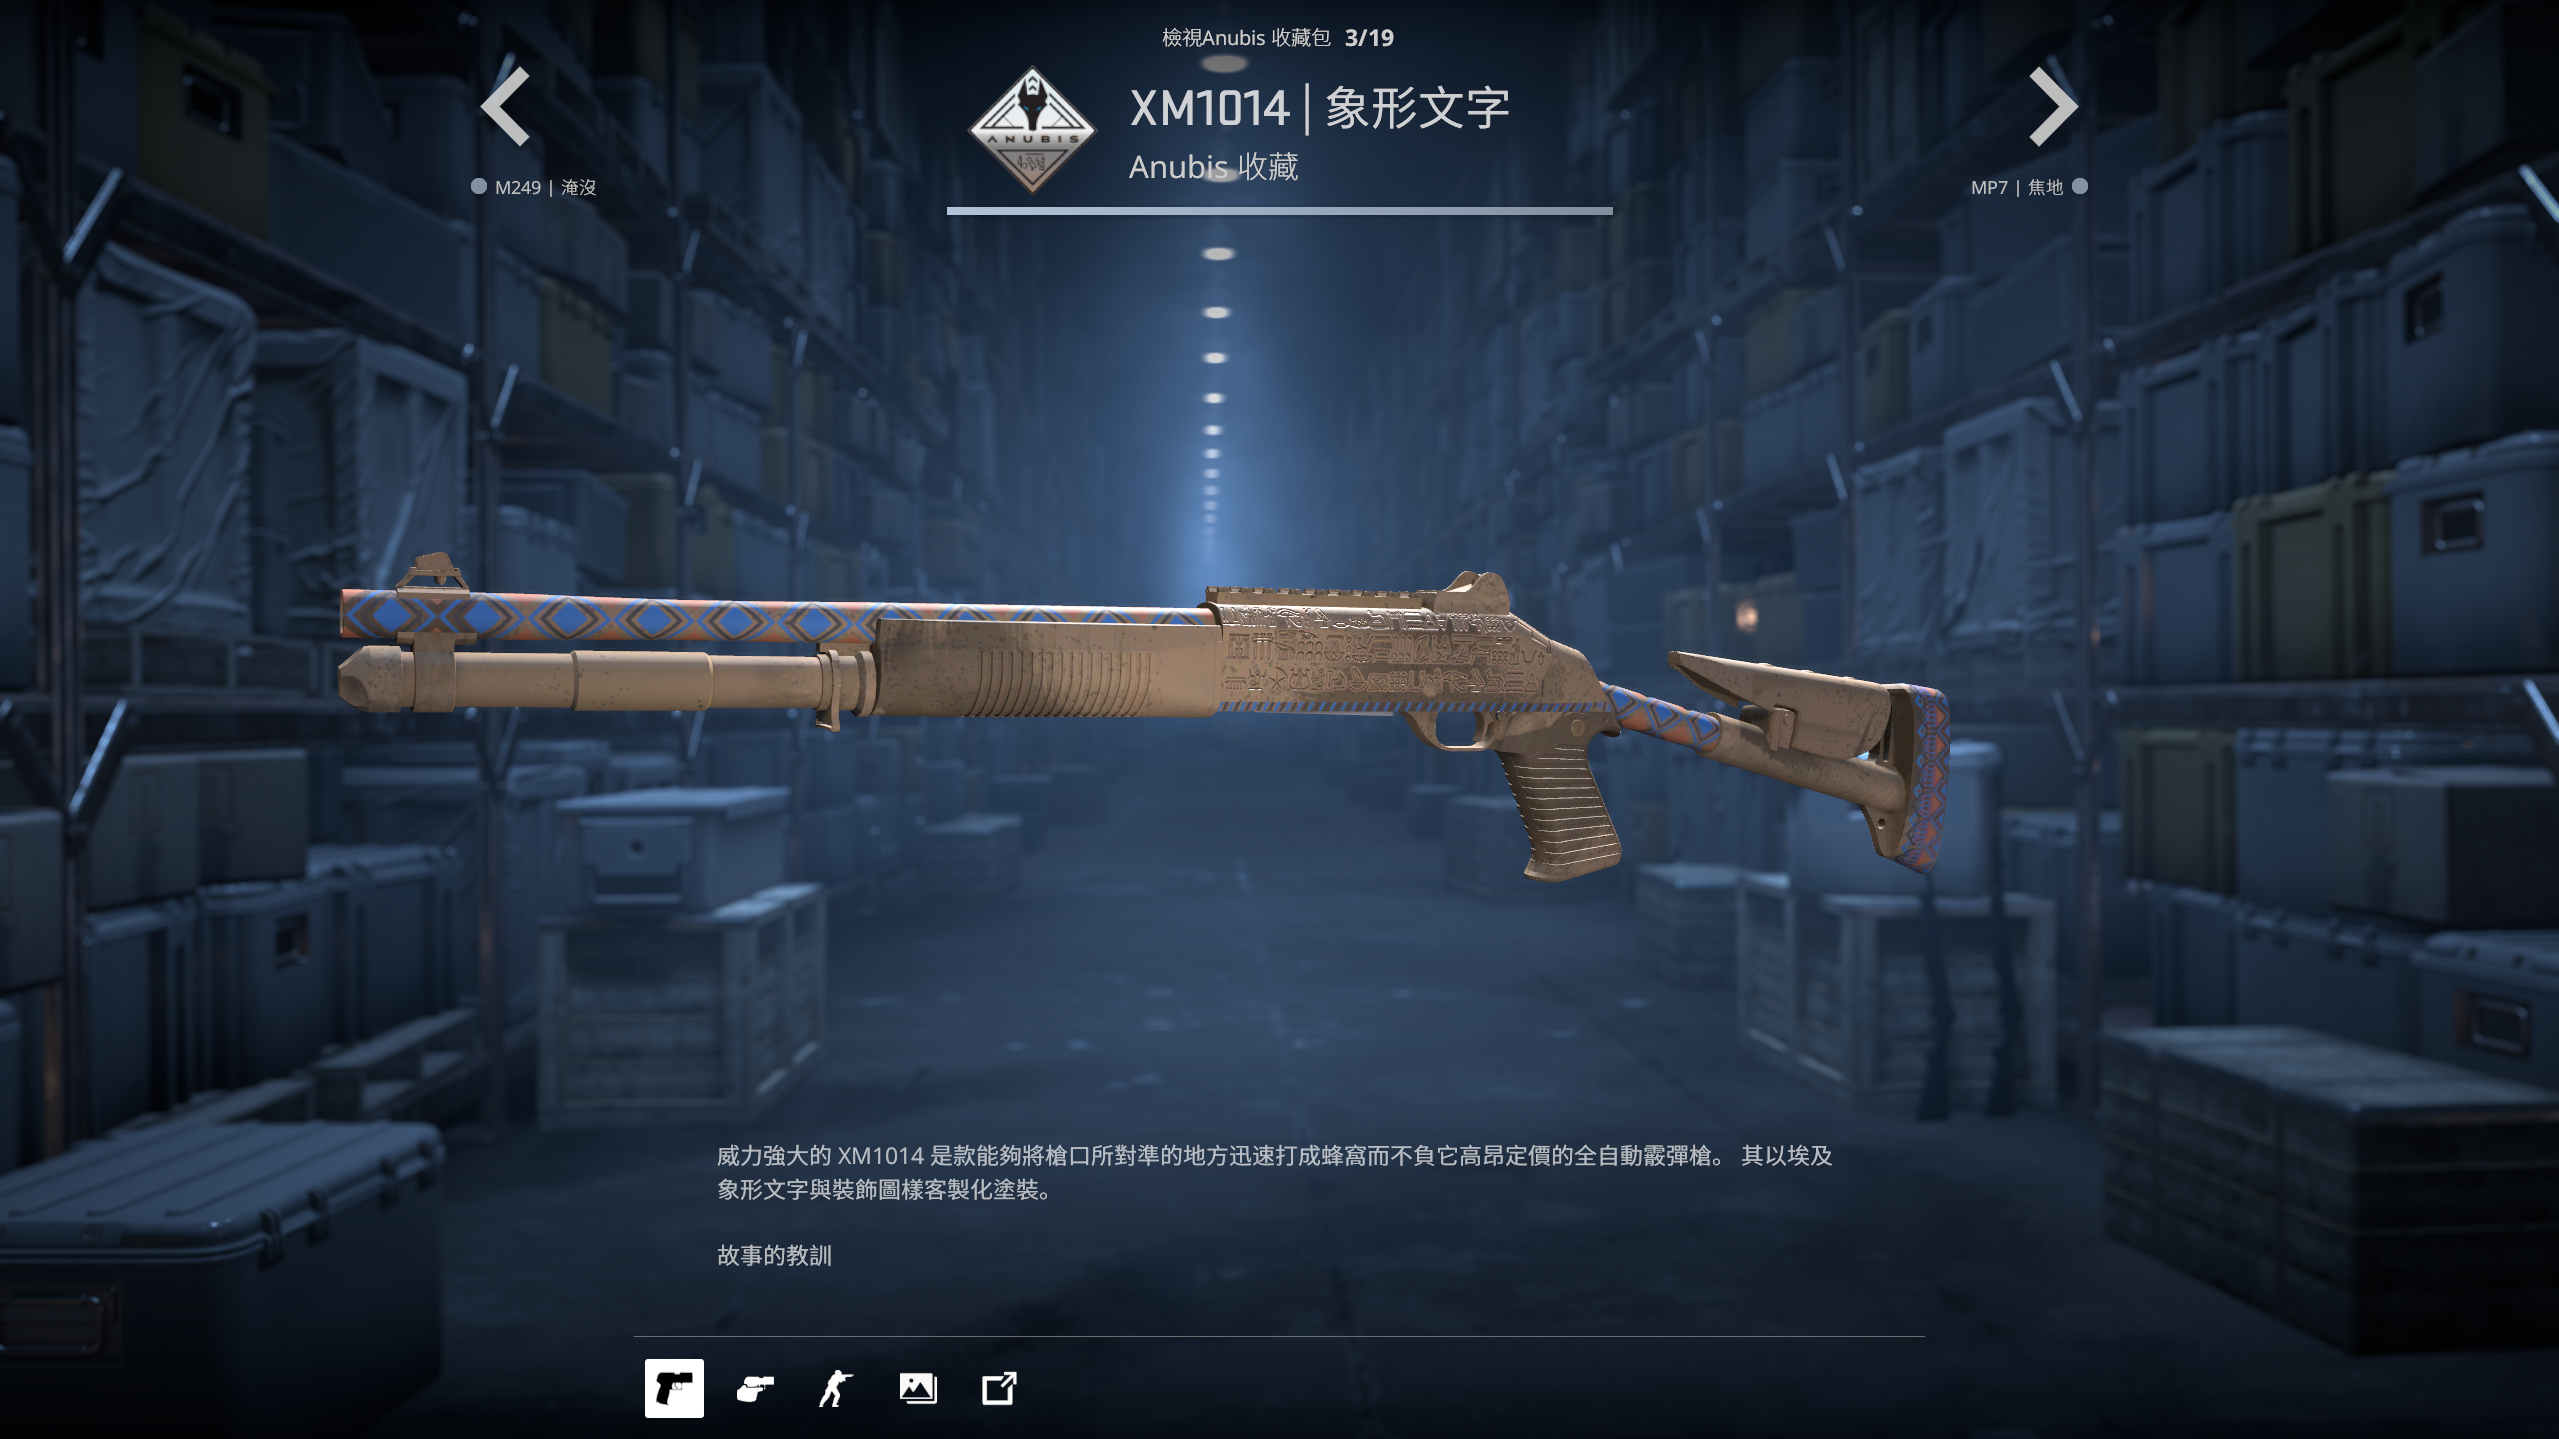 檢視Anubis 收藏包 3/19
ANUBIS
XM1014 | 象形文字
Anubis 收藏
M249 | 淹沒
MP7 | 焦地
威力強大的 XM1014 是款能夠將槍口所對準的地方迅速打成蜂窩而不負它高昂定價的全自動霰彈槍。 其以埃及
象形文字與裝飾圖樣客製化塗裝。
故事的教訓